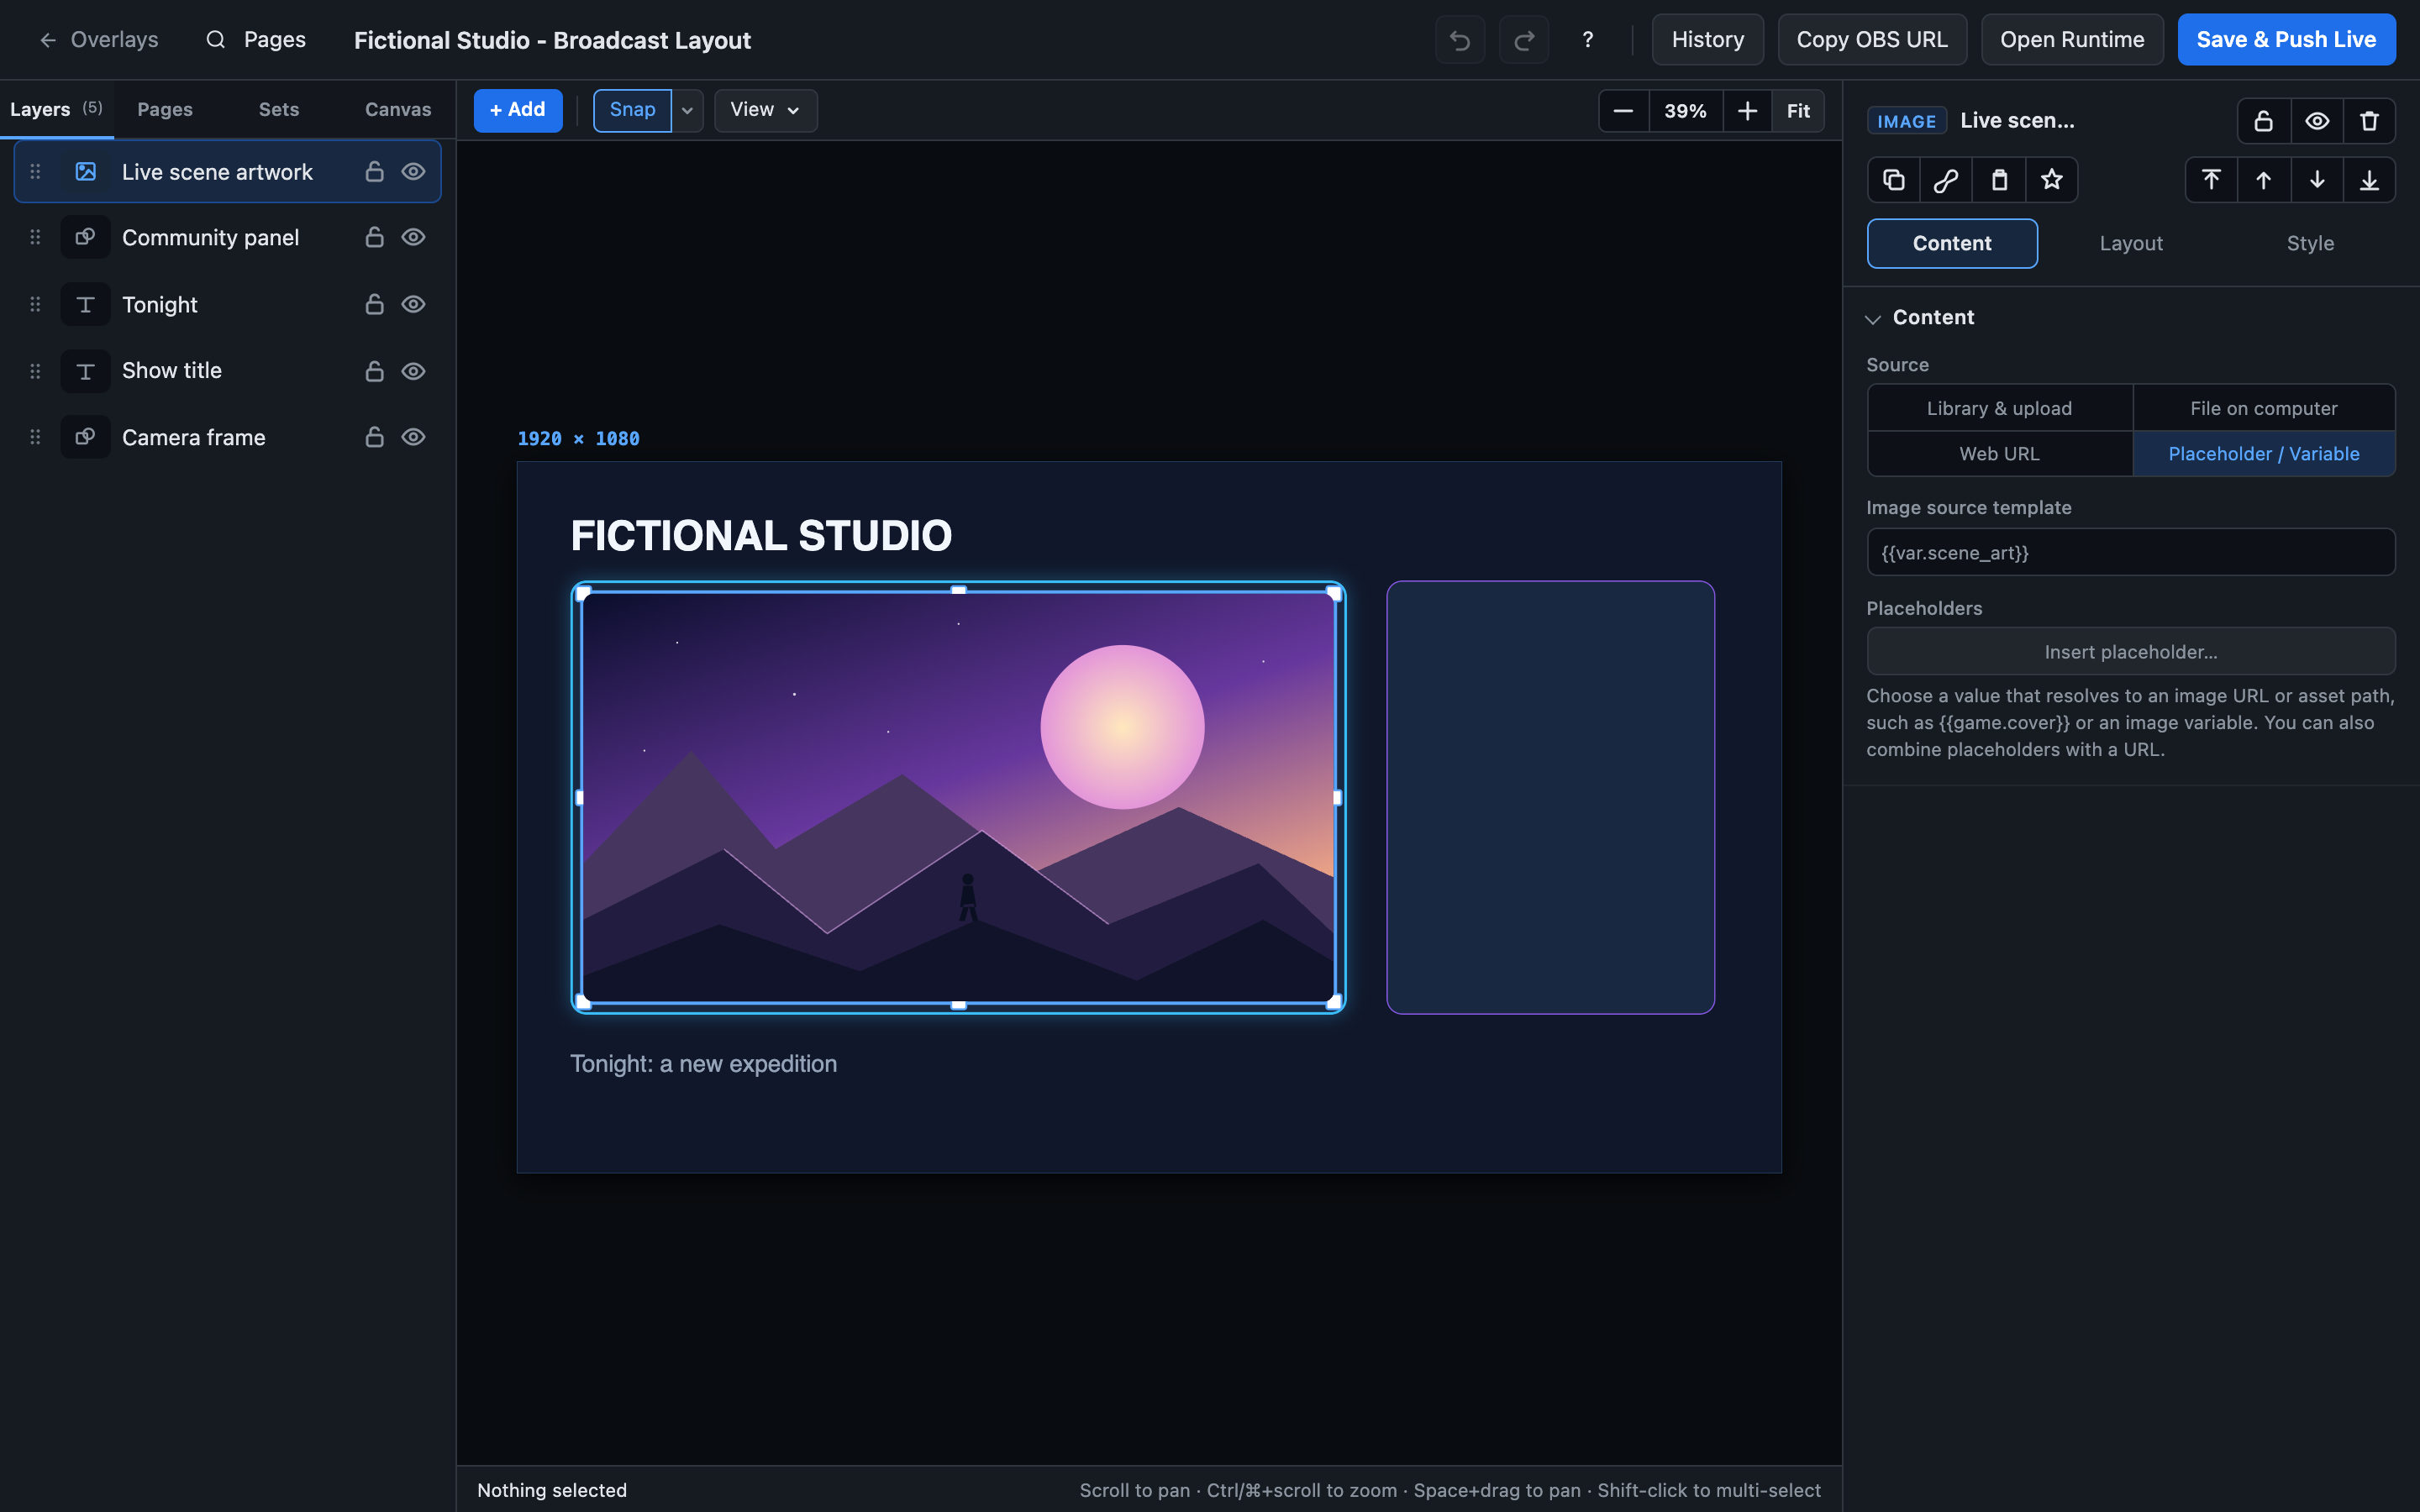 Overlays
Pages
Fictional Studio - Broadcast Layout
?
History
Copy OBS URL
Open Runtime
Save & Push Live
Layers (5)
Pages
Sets
Canvas
+ Add
Snap
View
39%
Fit
Live scene artwork
Community panel
Tonight
Show title
Camera frame
1920 × 1080
FICTIONAL STUDIO
Tonight: a new expedition
Nothing selected
Scroll to pan · Ctrl/⌘+scroll to zoom · Space+drag to pan · Shift-click to multi-select
IMAGE
Live scen...
Content
Layout
Style
Content
Source
Library & upload
File on computer
Web URL
Placeholder / Variable
Image source template
{{var.scene_art}}
Placeholders
Insert placeholder...
Choose a value that resolves to an image URL or asset path,
such as {{game.cover}} or an image variable. You can also
combine placeholders with a URL.